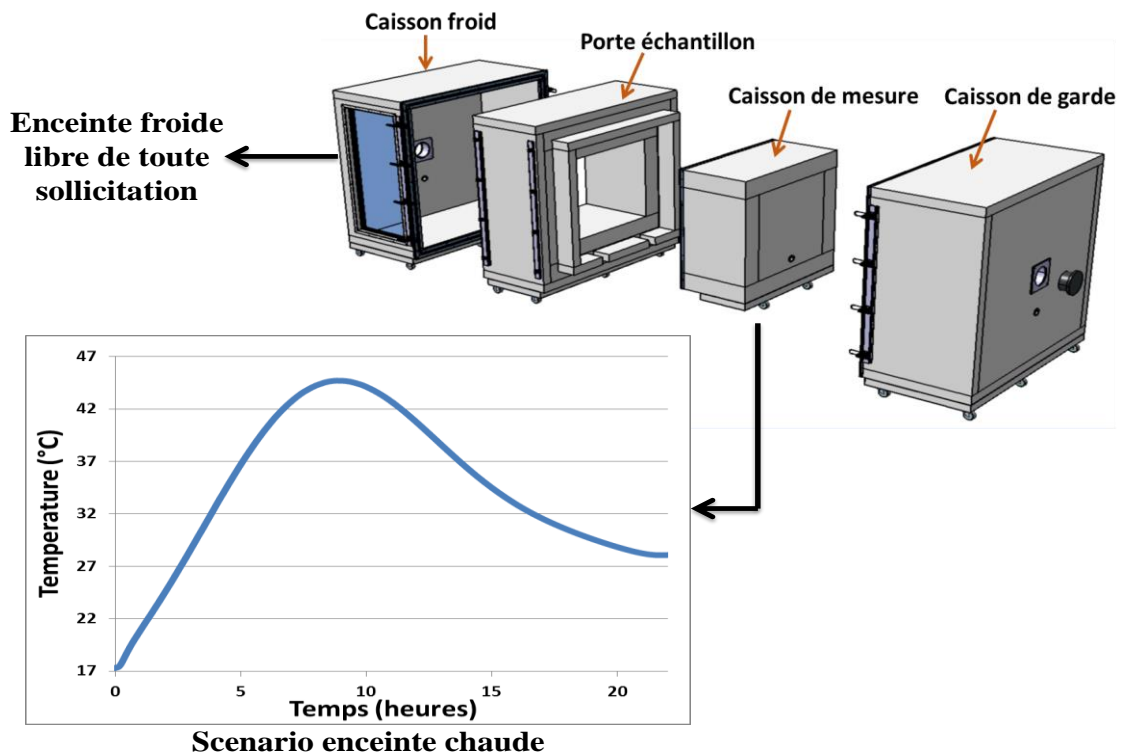 Caisson froid
Porte échantillon
Caisson de mesure
Caisson de garde
Enceinte froide
libre de toute
sollicitation
Temperature (°C)
47
42
37
32
27
22
17
0
5
10
15
20
Temps (heures)
Scenario enceinte chaude